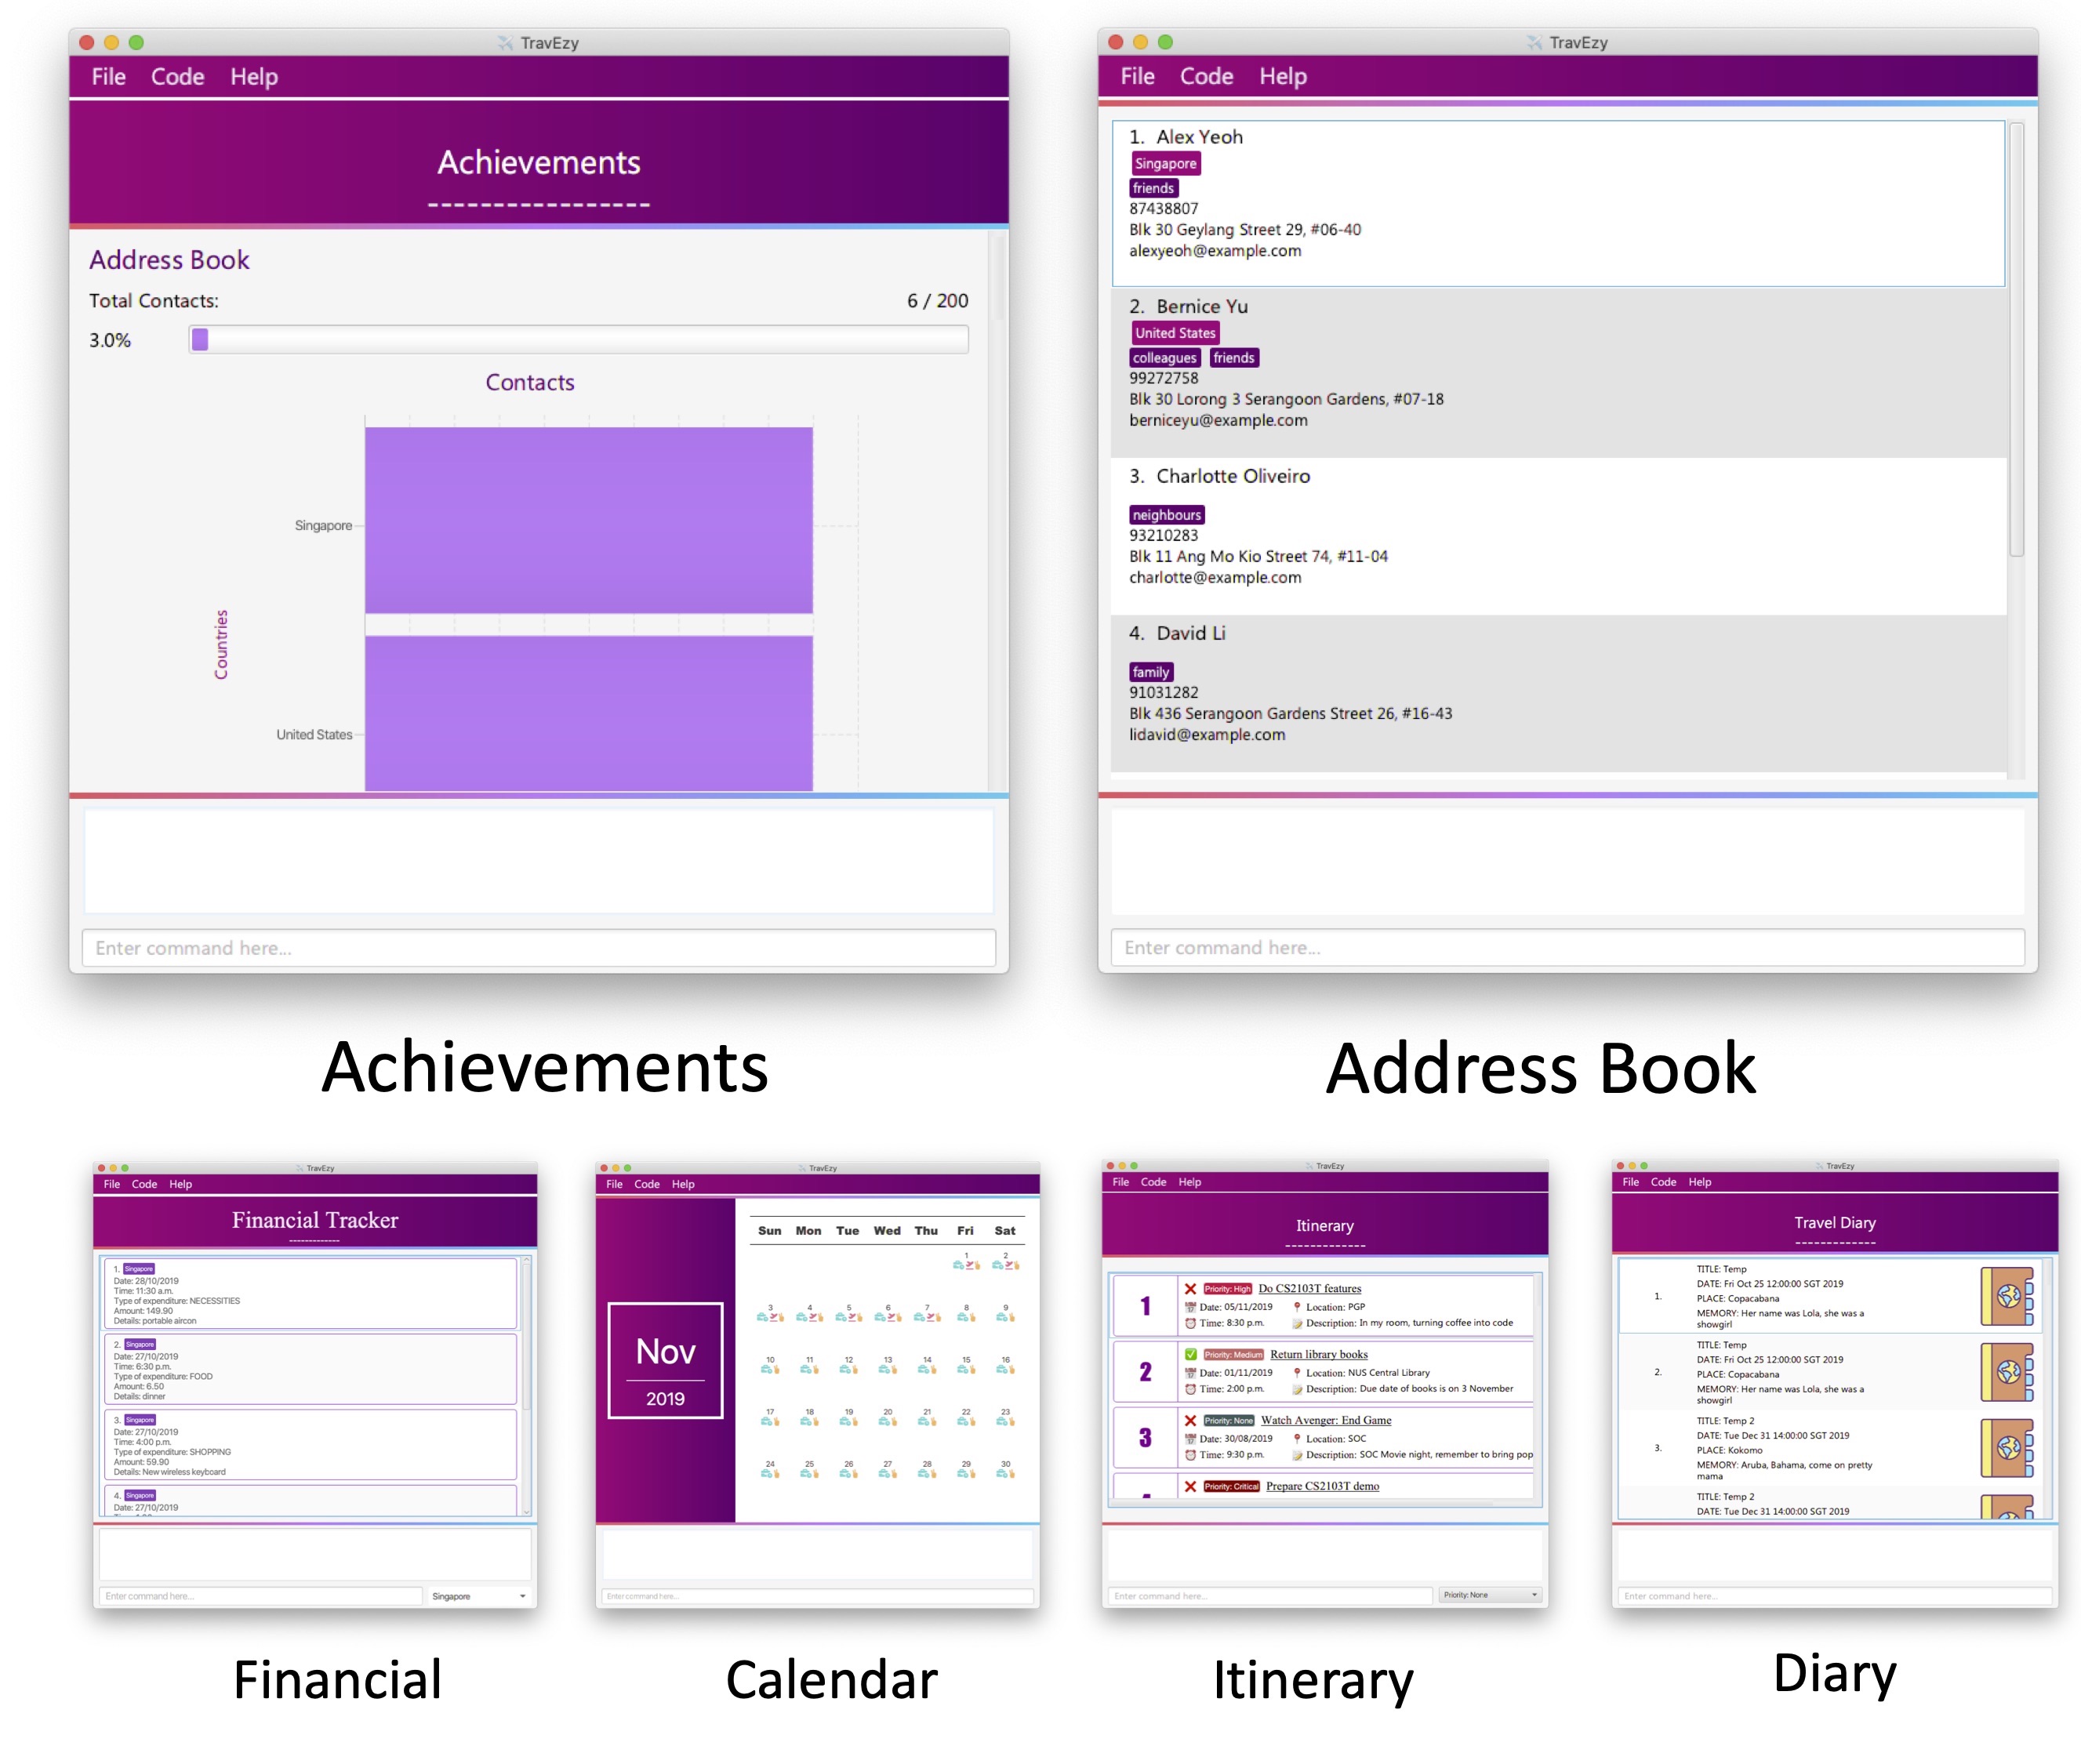 TravEzy
File Code Help
Achievements
-----------------
Address Book
Total Contacts: 6 / 200
3.0%
Contacts
Singapore
Countries
United States
Enter command here...
Achievements
TravEzy
File Code Help
1. Alex Yeoh
Singapore
friends
87438807
Blk 30 Geylang Street 29, #06-40
alexyeoh@example.com
2. Bernice Yu
United States
colleagues friends
99272758
Blk 30 Lorong 3 Serangoon Gardens, #07-18
berniceyu@example.com
3. Charlotte Oliveiro
neighbours
93210283
Blk 11 Ang Mo Kio Street 74, #11-04
charlotte@example.com
4. David Li
family
91031282
Blk 436 Serangoon Gardens Street 26, #16-43
lidavid@example.com
Enter command here...
Address Book
TravEzy
File Code Help
Financial Tracker
-------------
1. Singapore
Date: 28/10/2019
Time: 11:30 a.m.
Type of expenditure: NECESSITIES
Amount: 149.90
Details: portable aircon
2. Singapore
Date: 27/10/2019
Time: 6:30 p.m.
Type of expenditure: FOOD
Amount: 6.50
Details: dinner
3. Singapore
Date: 27/10/2019
Time: 4:00 p.m.
Type of expenditure: SHOPPING
Amount: 59.90
Details: New wireless keyboard
4. Singapore
Date: 27/10/2019
Enter command here... Singapore
Financial
TravEzy
File Code Help
Nov
2019
Sun Mon Tue Wed Thu Fri Sat
1 2
3 4 5 6 7 8 9
10 11 12 13 14 15 16
17 18 19 20 21 22 23
24 25 26 27 28 29 30
Enter command here...
Calendar
TravEzy
File Code Help
Itinerary
-------------
1
Priority: High Do CS2103T features
Date: 05/11/2019 Location: PGP
Time: 8:30 p.m. Description: In my room, turning coffee into code
2
Priority: Medium Return library books
Date: 01/11/2019 Location: NUS Central Library
Time: 2:00 p.m. Description: Due date of books is on 3 November
3
Priority: None Watch Avenger: End Game
Date: 30/08/2019 Location: SOC
Time: 9:30 p.m. Description: SOC Movie night, remember to bring pop
Priority: Critical Prepare CS2103T demo
Enter command here... Priority: None
Itinerary
TravEzy
File Code Help
Travel Diary
-------------
1.
TITLE: Temp
DATE: Fri Oct 25 12:00:00 SGT 2019
PLACE: Copacabana
MEMORY: Her name was Lola, she was a
showgirl
2.
TITLE: Temp
DATE: Fri Oct 25 12:00:00 SGT 2019
PLACE: Copacabana
MEMORY: Her name was Lola, she was a
showgirl
3.
TITLE: Temp 2
DATE: Tue Dec 31 14:00:00 SGT 2019
PLACE: Kokomo
MEMORY: Aruba, Bahama, come on pretty
mama
TITLE: Temp 2
DATE: Tue Dec 31 14:00:00 SGT 2019
Enter command here...
Diary